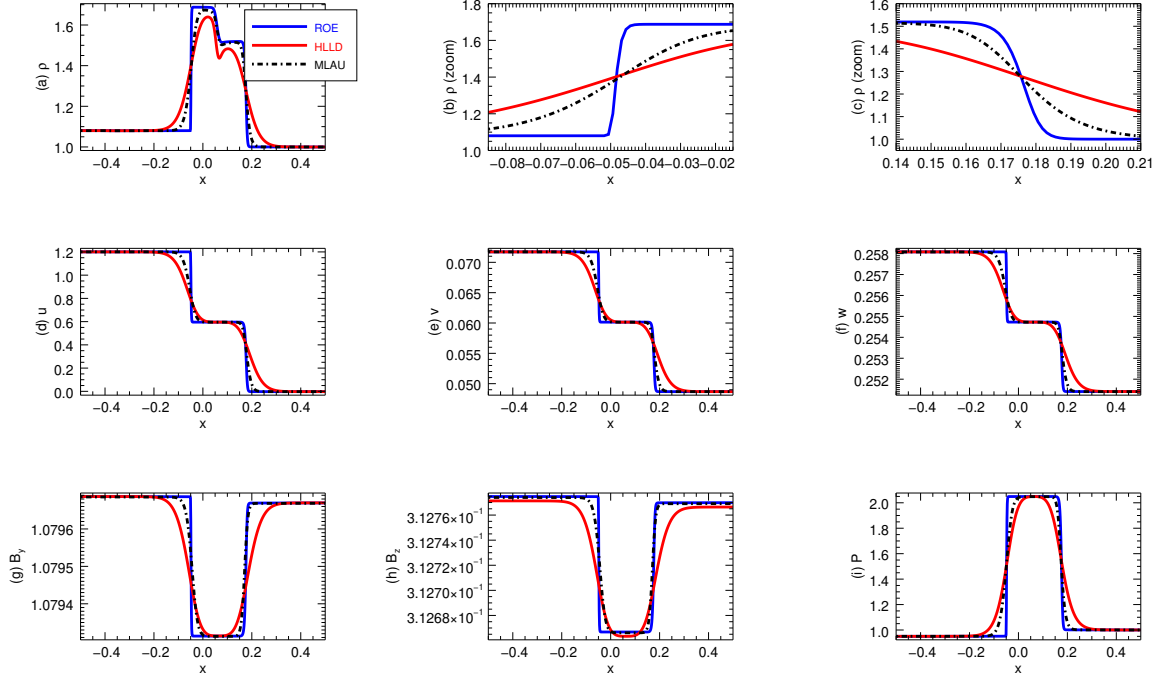 1.8
1.6
1.4
1.2
1.0
(a) ρ
−0.4 −0.2 0.0 0.2 0.4
x
ROE
HLLD
MLAU
1.8
1.6
1.4
1.2
1.0
(b) ρ (zoom)
−0.08 −0.07 −0.06 −0.05 −0.04 −0.03 −0.02
x
1.6
1.5
1.4
1.3
1.2
1.1
1.0
(c) ρ (zoom)
0.14 0.15 0.16 0.17 0.18 0.19 0.20 0.21
x
1.2
1.0
0.8
0.6
0.4
0.2
0.0
(d) u
−0.4 −0.2 0.0 0.2 0.4
x
0.070
0.065
0.060
0.055
0.050
(e) v
−0.4 −0.2 0.0 0.2 0.4
x
0.258
0.256
0.254
0.253
0.252
(f) w
−0.4 −0.2 0.0 0.2 0.4
x
1.0796
1.0795
1.0794
(g) B_y
−0.4 −0.2 0.0 0.2 0.4
x
3.1276×10⁻¹
3.1274×10⁻¹
3.1272×10⁻¹
3.1270×10⁻¹
3.1268×10⁻¹
(h) B_z
−0.4 −0.2 0.0 0.2 0.4
x
2.0
1.8
1.6
1.4
1.2
1.0
(i) P
−0.4 −0.2 0.0 0.2 0.4
x